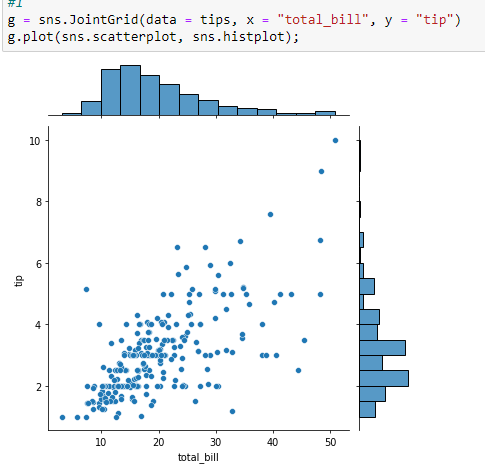 #1
g = sns.JointGrid(data = tips, x = "total_bill", y = "tip")
g.plot(sns.scatterplot, sns.histplot);
10
8
6
4
2
tip
10 20 30 40 50
total_bill